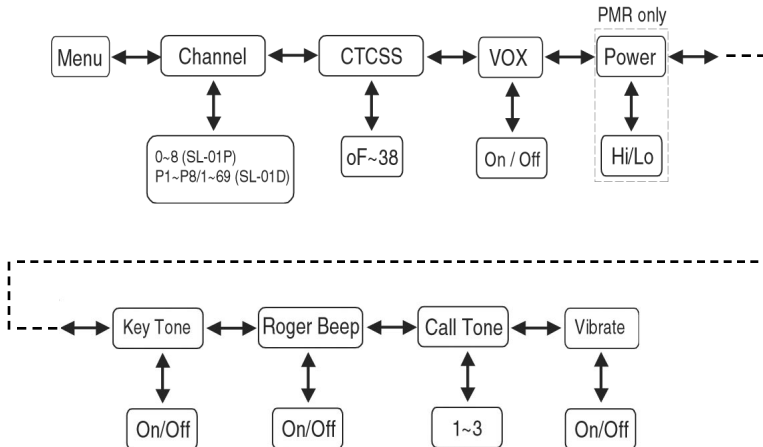 PMR only
Menu
Channel
CTCSS
VOX
Power
0~8 (SL-01P)
P1~P8/1~69 (SL-01D)
oF~38
On / Off
Hi/Lo
Key Tone
Roger Beep
Call Tone
Vibrate
On/Off
On/Off
1~3
On/Off